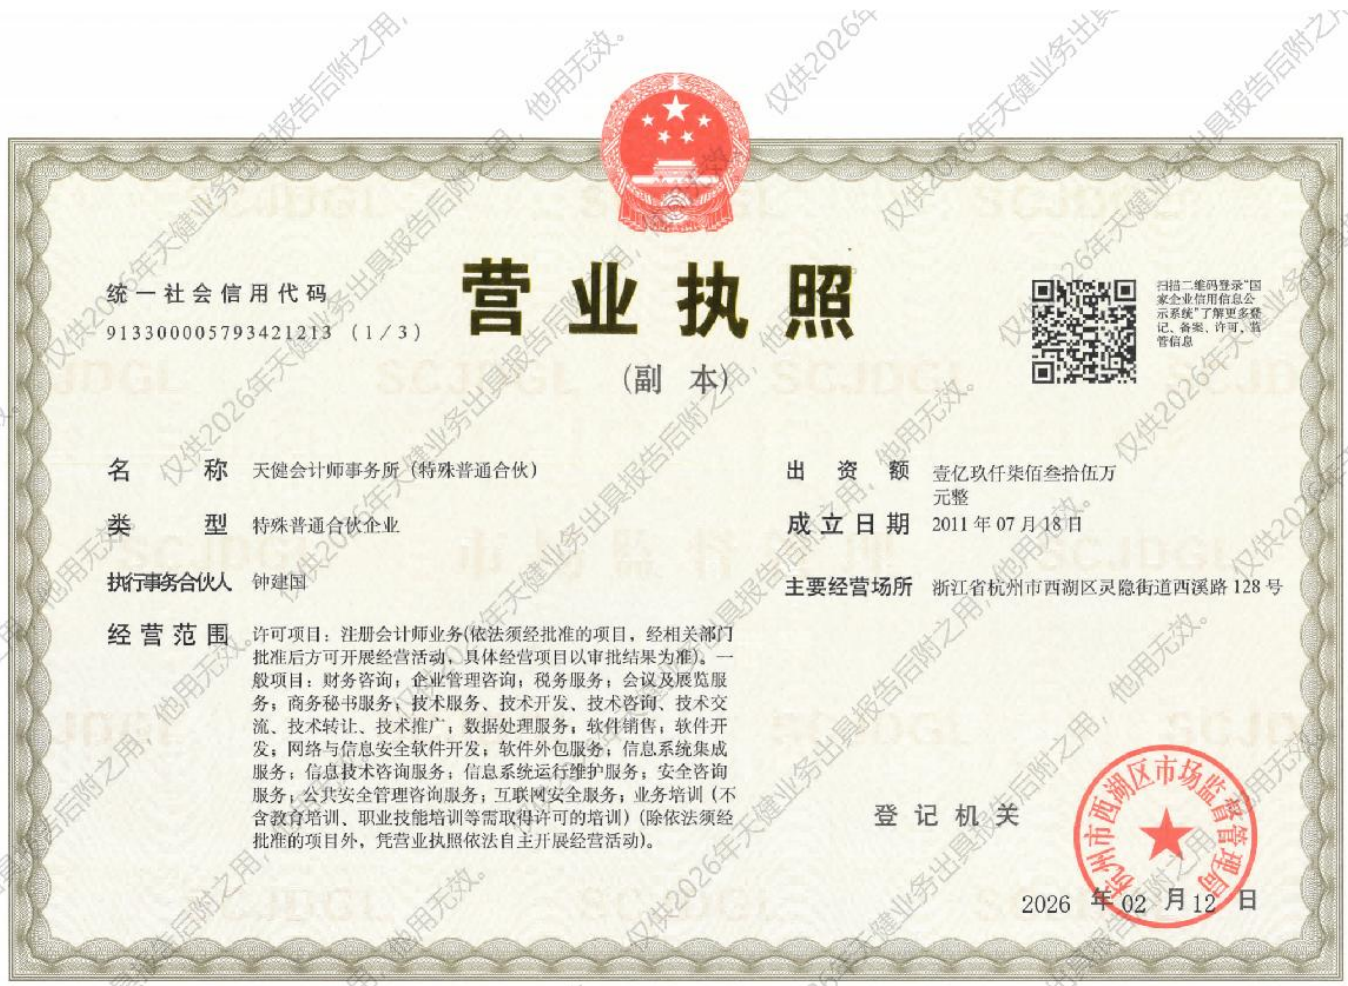 营业执照
(副 本)
统一社会信用代码
913300005793421213 (1/3)
扫描二维码登录“国
家企业信用信息公
示系统”了解更多登
记、备案、许可、监
管信息
名 称 天健会计师事务所（特殊普通合伙）
类 型 特殊普通合伙企业
执行事务合伙人 钟建国
经营范围 许可项目：注册会计师业务(依法须经批准的项目，经相关部门
批准后方可开展经营活动，具体经营项目以审批结果为准)。一
般项目：财务咨询；企业管理咨询；税务服务；会议及展览服
务；商务秘书服务；技术服务、技术开发、技术咨询、技术交
流、技术转让、技术推广；数据处理服务；软件销售；软件开
发；网络与信息安全软件开发；软件外包服务；信息系统集成
服务；信息技术咨询服务；信息系统运行维护服务；安全咨询
服务；公共安全管理咨询服务；互联网安全服务；业务培训（不
含教育培训、职业技能培训等需取得许可的培训）(除依法须经
批准的项目外，凭营业执照依法自主开展经营活动)。
出 资 额 壹亿玖仟柒佰叁拾伍万
元整
成立日期 2011 年 07 月 18 日
主要经营场所 浙江省杭州市西湖区灵隐街道西溪路 128 号
登记机关
杭州市西湖区市场监督管理局
2026 年 02 月 12 日
仅供2026年天健业务出具报告后附之用，他用无效。
SCJDGL
市场监督管理